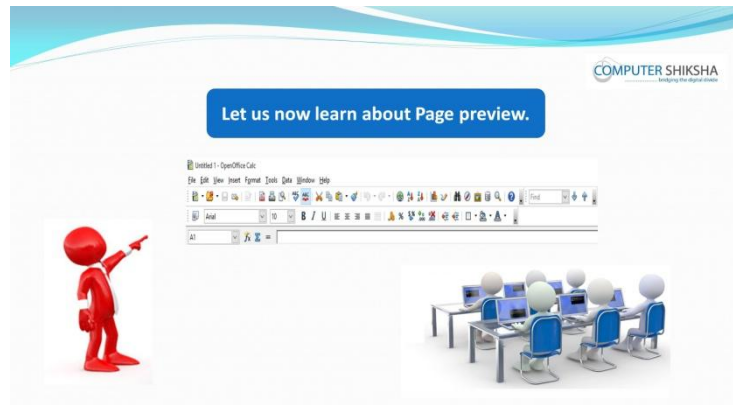 COMPUTER SHIKSHA
bridging the digital divide
Let us now learn about Page preview.
Untitled 1 - OpenOffice Calc
File Edit View Insert Format Tools Data Window Help
Find
Arial 10 B I U
A1 =